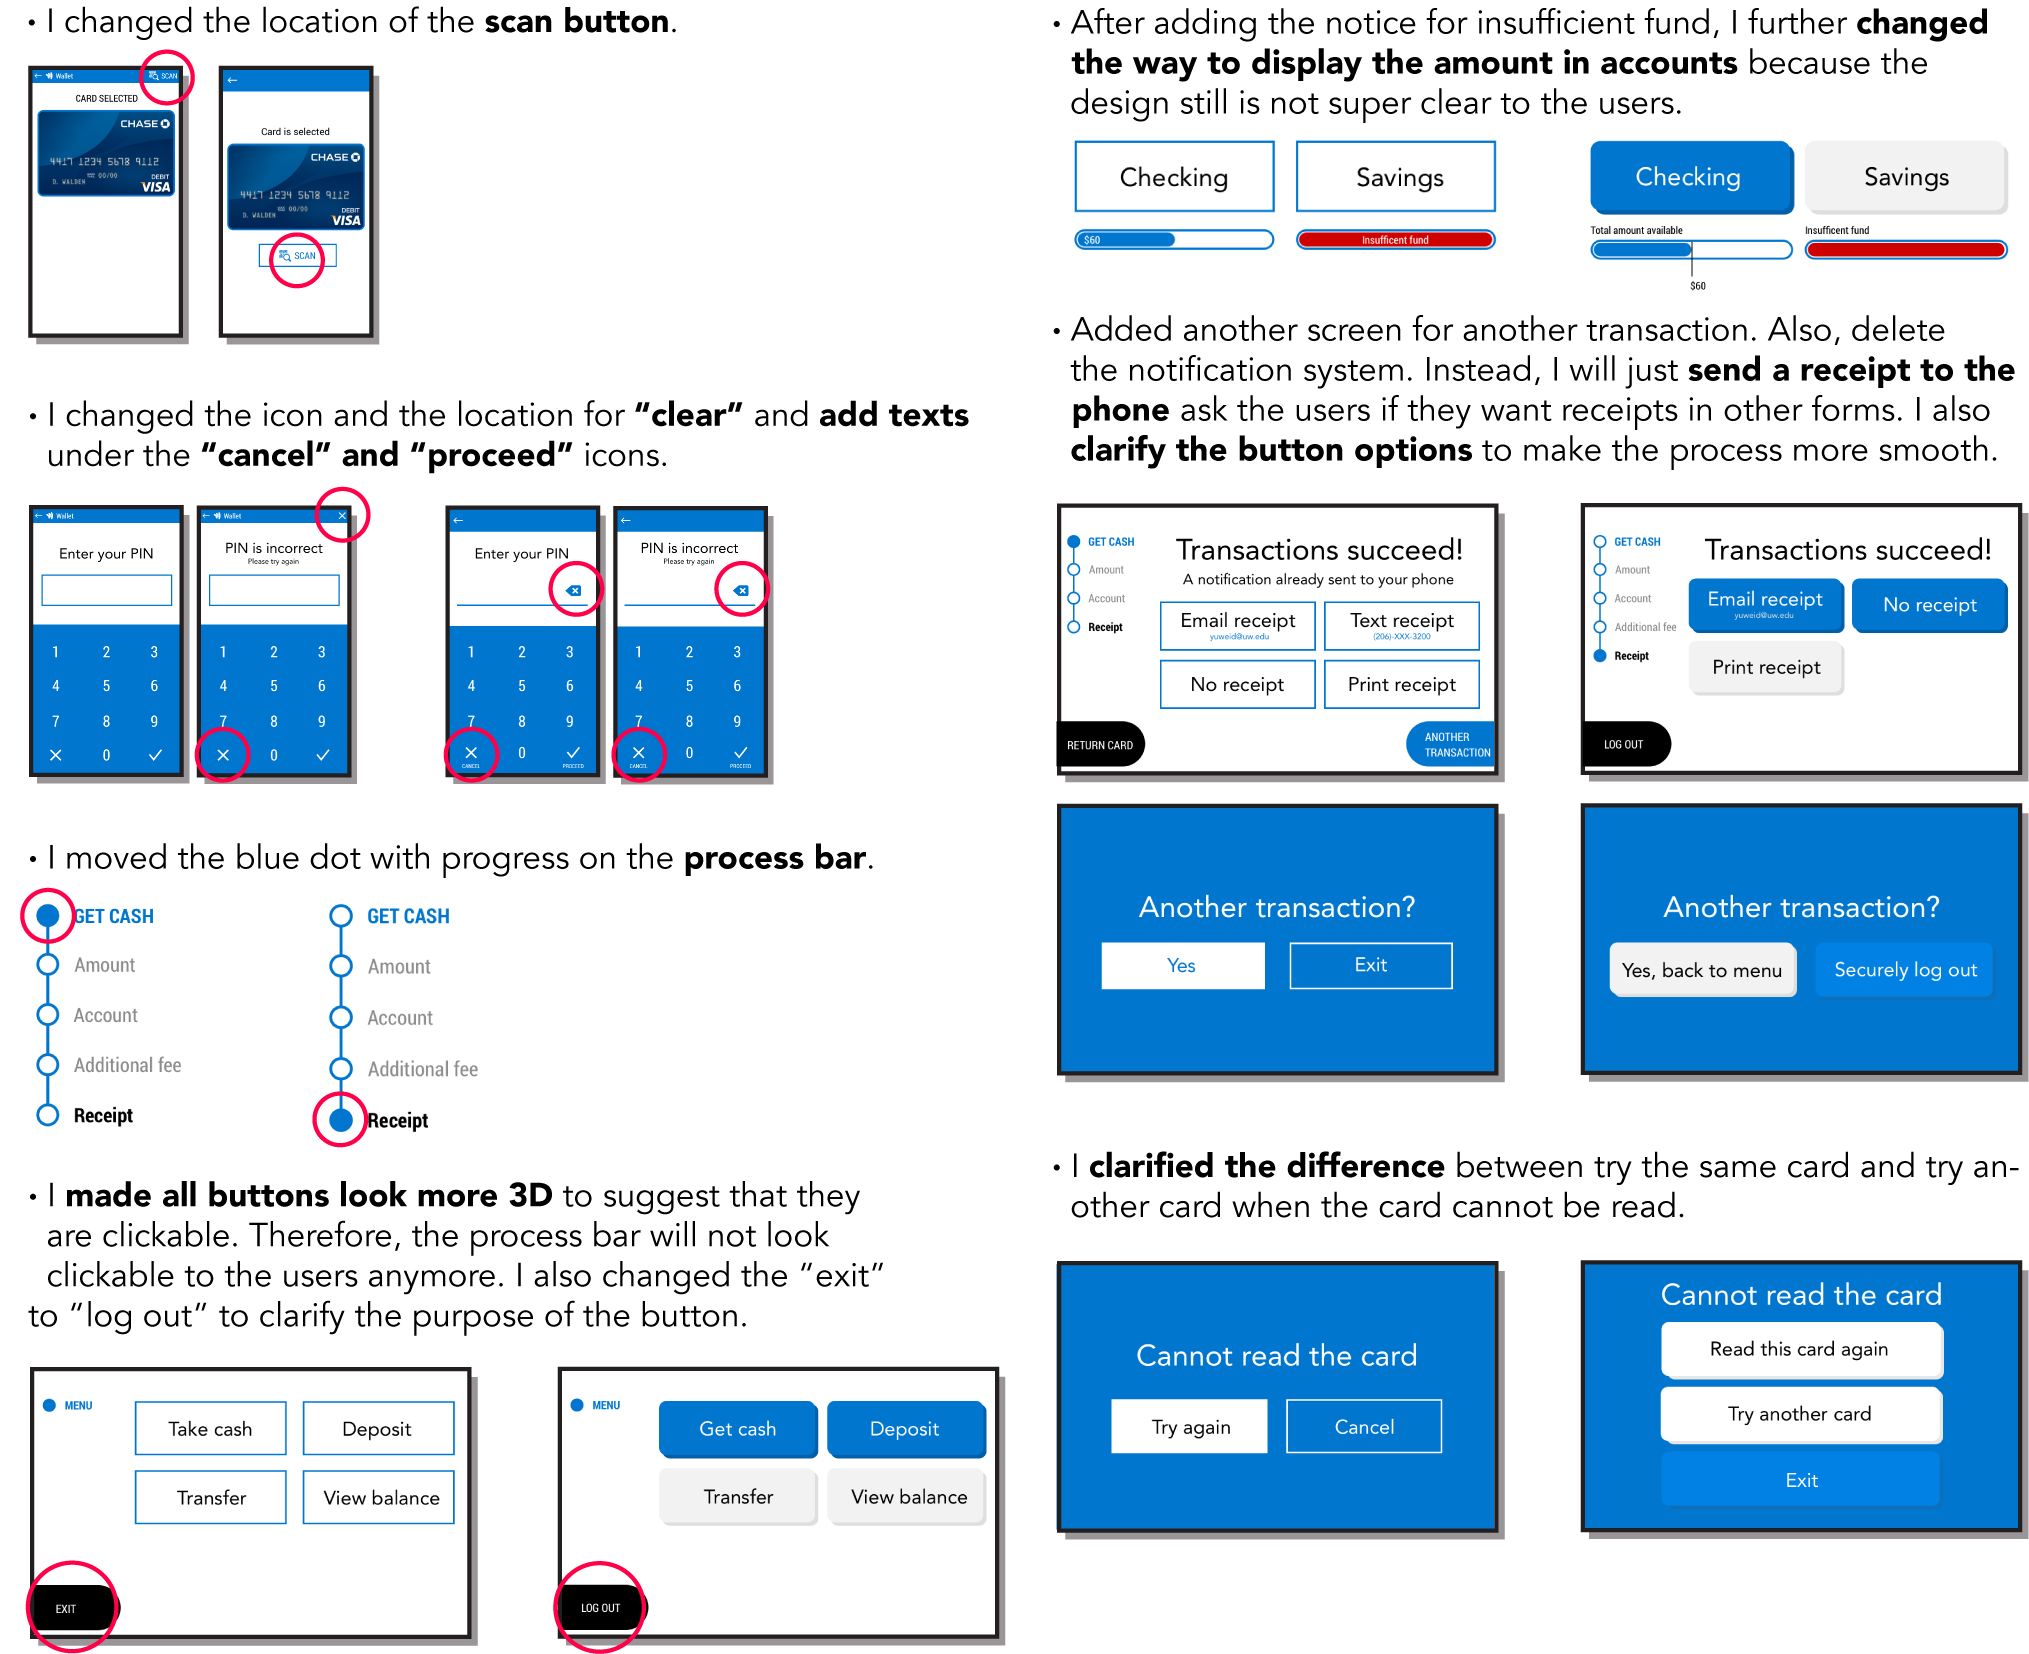 • I changed the location of the scan button.
← Wallet SCAN
CARD SELECTED
CHASE
4417 1234 5678 9112
00/00
D. WALDEN
DEBIT
VISA
←
Card is selected
CHASE
4417 1234 5678 9112
00/00
D. WALDEN
DEBIT
VISA
SCAN
• I changed the icon and the location for “clear” and add texts
under the “cancel” and “proceed” icons.
← Wallet
Enter your PIN
1 2 3
4 5 6
7 8 9
0
← Wallet
PIN is incorrect
Please try again
1 2 3
4 5 6
7 8 9
0
←
Enter your PIN
1 2 3
4 5 6
7 8 9
0
CANCEL PROCEED
←
PIN is incorrect
Please try again
1 2 3
4 5 6
7 8 9
0
CANCEL PROCEED
• I moved the blue dot with progress on the process bar.
GET CASH
Amount
Account
Additional fee
Receipt
GET CASH
Amount
Account
Additional fee
Receipt
• I made all buttons look more 3D to suggest that they
are clickable. Therefore, the process bar will not look
clickable to the users anymore. I also changed the “exit”
to “log out” to clarify the purpose of the button.
MENU
Take cash Deposit
Transfer View balance
EXIT
MENU
Get cash Deposit
Transfer View balance
LOG OUT
• After adding the notice for insufficient fund, I further changed
the way to display the amount in accounts because the
design still is not super clear to the users.
Checking Savings
$60 Insufficent fund
Checking Savings
Total amount available Insufficent fund
$60
• Added another screen for another transaction. Also, delete
the notification system. Instead, I will just send a receipt to the
phone ask the users if they want receipts in other forms. I also
clarify the button options to make the process more smooth.
GET CASH
Amount
Account
Receipt
Transactions succeed!
A notification already sent to your phone
Email receipt
yuweid@uw.edu
Text receipt
(206)-XXX-3200
No receipt Print receipt
RETURN CARD
ANOTHER
TRANSACTION
GET CASH
Amount
Account
Additional fee
Receipt
Transactions succeed!
Email receipt
yuweid@uw.edu
No receipt
Print receipt
LOG OUT
Another transaction?
Yes Exit
Another transaction?
Yes, back to menu Securely log out
• I clarified the difference between try the same card and try an-
other card when the card cannot be read.
Cannot read the card
Try again Cancel
Cannot read the card
Read this card again
Try another card
Exit